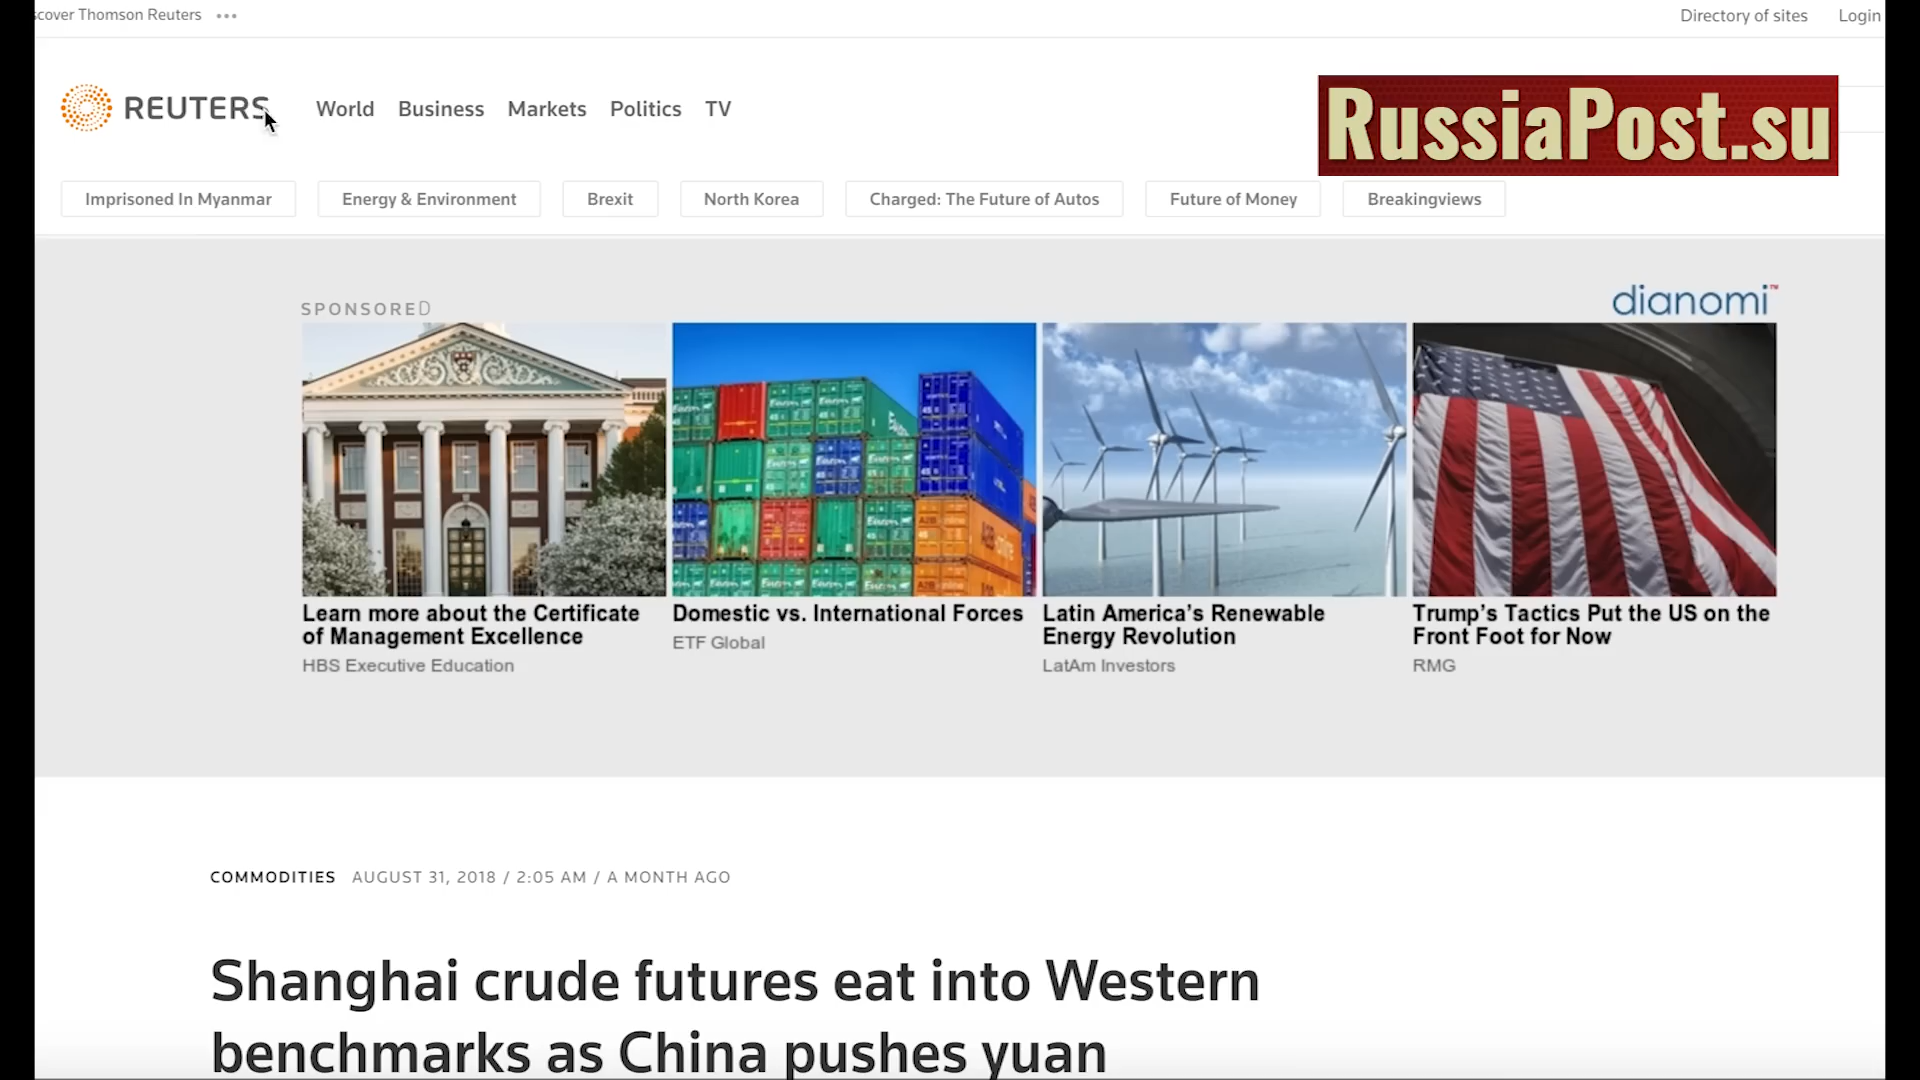 scover Thomson Reuters ...
Directory of sites Login
REUTERS World Business Markets Politics TV
RussiaPost.su
Imprisoned In Myanmar Energy & Environment Brexit North Korea Charged: The Future of Autos Future of Money Breakingviews
SPONSORED
dianomi™
Learn more about the Certificate
of Management Excellence
HBS Executive Education
Domestic vs. International Forces
ETF Global
Latin America's Renewable
Energy Revolution
LatAm Investors
Trump's Tactics Put the US on the
Front Foot for Now
RMG
COMMODITIES AUGUST 31, 2018 / 2:05 AM / A MONTH AGO
Shanghai crude futures eat into Western
benchmarks as China pushes yuan